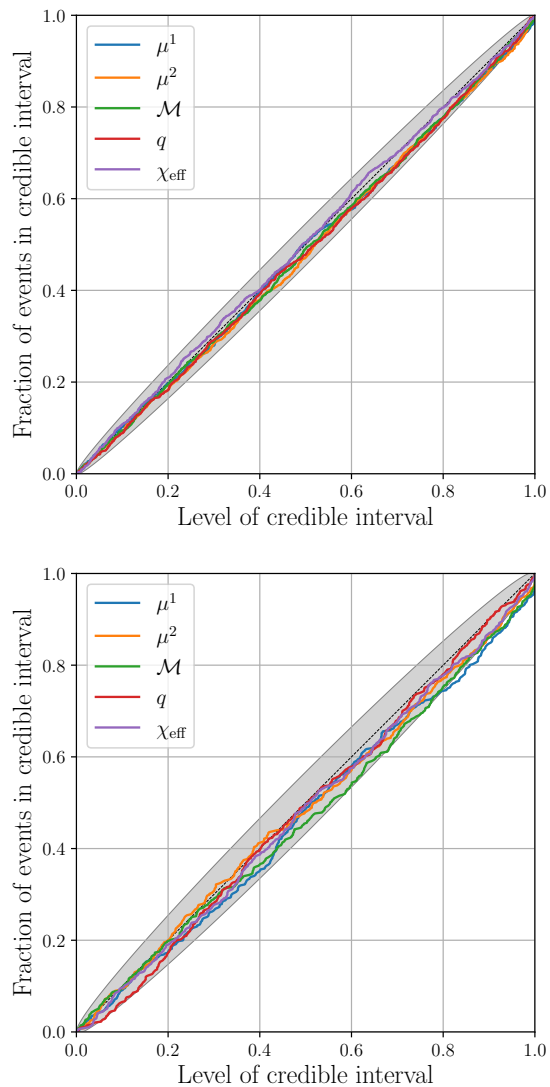 1.0
0.8
0.6
0.4
0.2
0.0
Fraction of events in credible interval
μ¹
μ²
ℳ
q
χ_eff
0.0 0.2 0.4 0.6 0.8 1.0
Level of credible interval
1.0
0.8
0.6
0.4
0.2
0.0
Fraction of events in credible interval
μ¹
μ²
ℳ
q
χ_eff
0.0 0.2 0.4 0.6 0.8 1.0
Level of credible interval